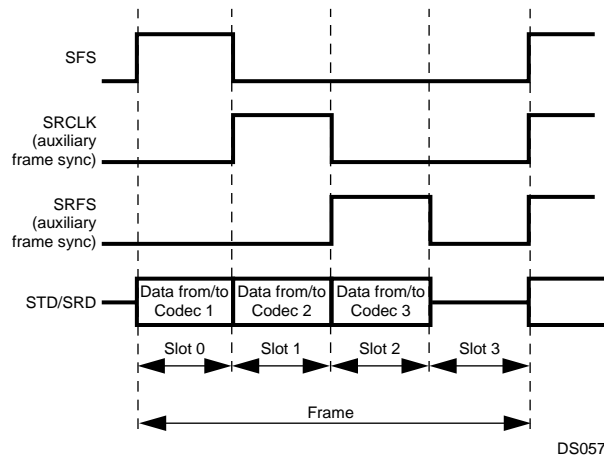 SFS
SRCLK
(auxiliary
frame sync)
SRFS
(auxiliary
frame sync)
STD/SRD
Data from/to
Codec 1
Data from/to
Codec 2
Data from/to
Codec 3
Slot 0
Slot 1
Slot 2
Slot 3
Frame
DS057